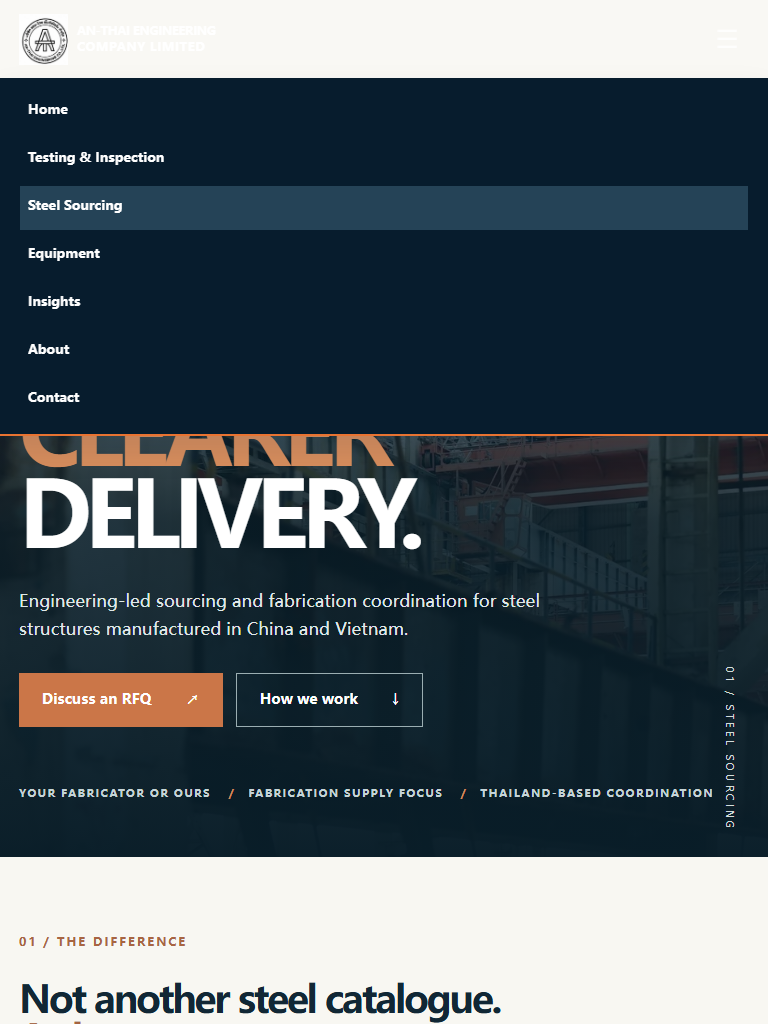 AN-THAI ENGINEERING
COMPANY LIMITED
Home
Testing & Inspection
Steel Sourcing
Equipment
Insights
About
Contact
CLEARER
DELIVERY.
Engineering-led sourcing and fabrication coordination for steel
structures manufactured in China and Vietnam.
Discuss an RFQ ↗
How we work ↓
YOUR FABRICATOR OR OURS / FABRICATION SUPPLY FOCUS / THAILAND-BASED COORDINATION
01 / STEEL SOURCING
01 / THE DIFFERENCE
Not another steel catalogue.